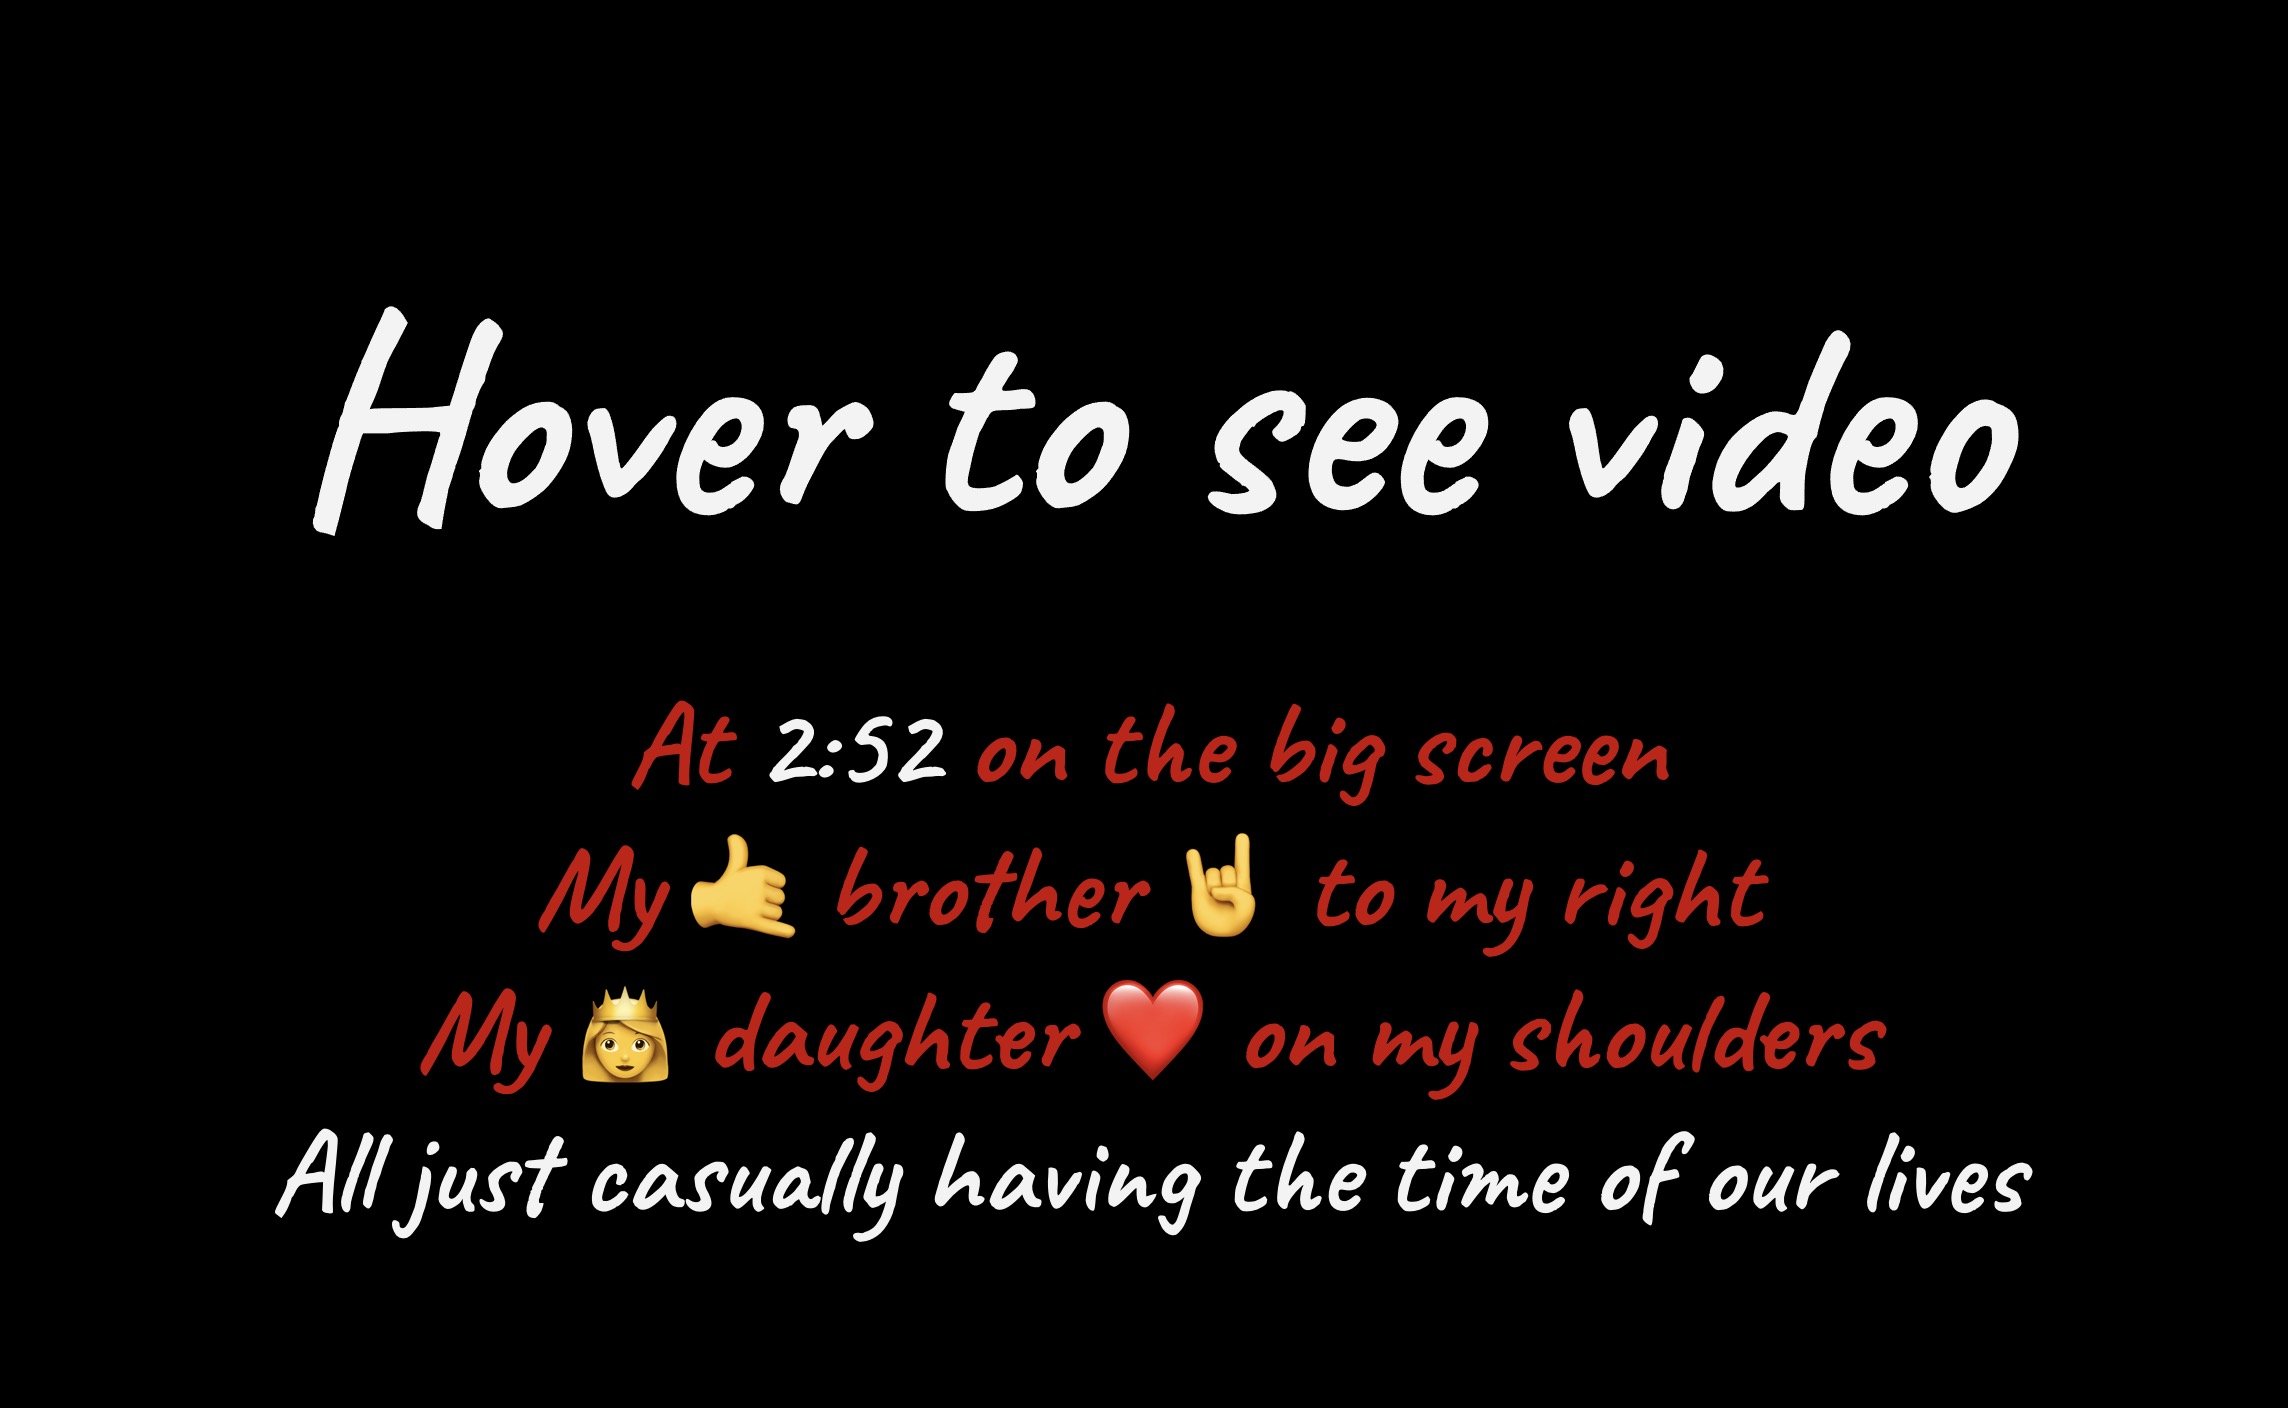 Hover to see video
At 2:52 on the big screen
My 🤙 brother 🤘 to my right
My 👸 daughter ❤️ on my shoulders
All just casually having the time of our lives